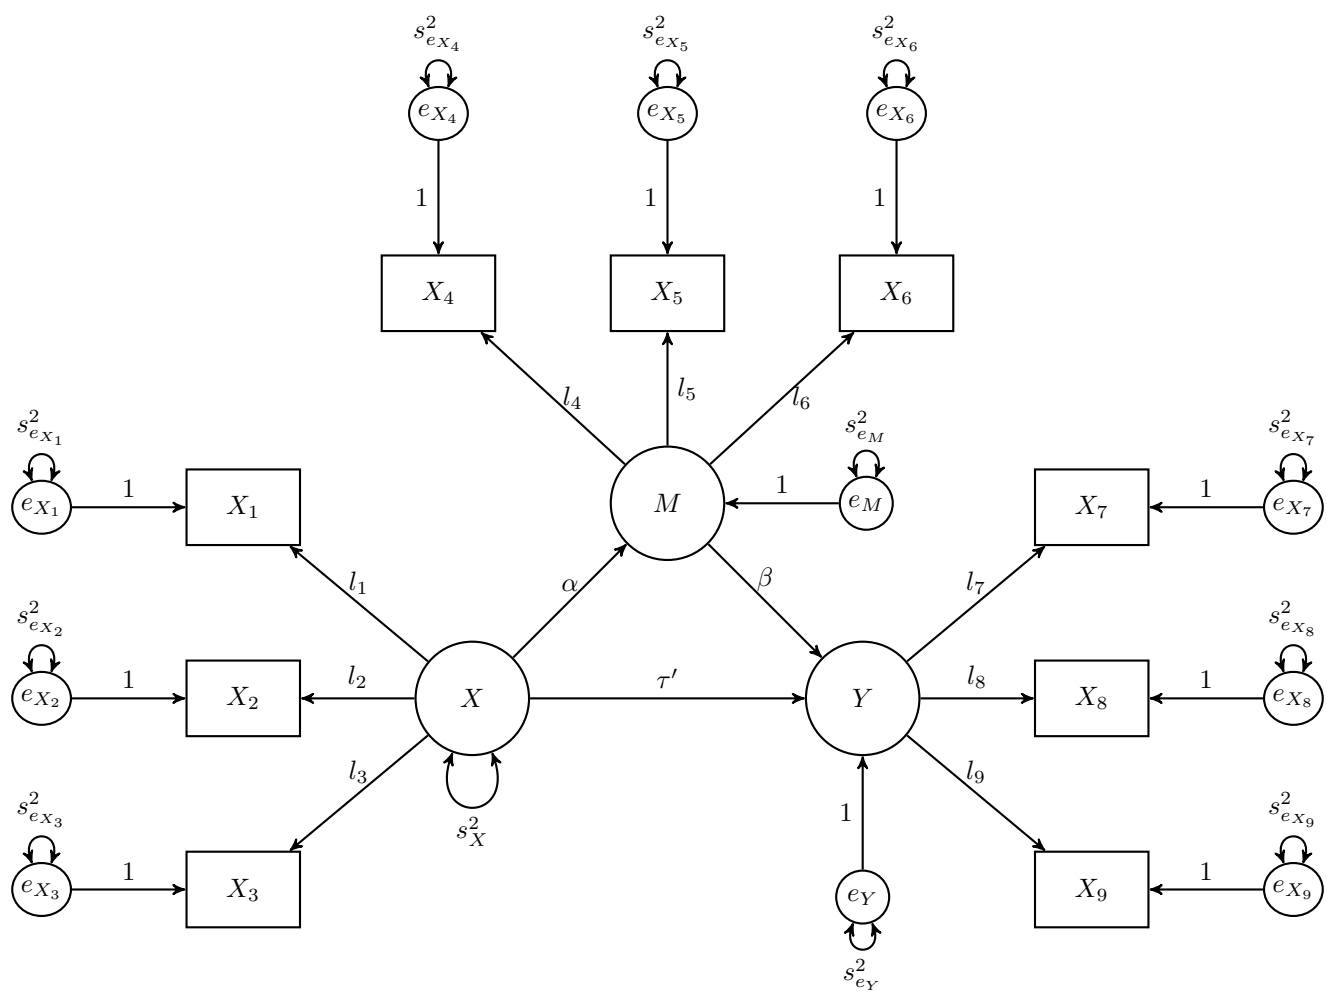 s²_{e_{X_4}} s²_{e_{X_5}} s²_{e_{X_6}}
e_{X_4} e_{X_5} e_{X_6}
1 1 1
X_4 X_5 X_6
l_4 l_5 l_6
s²_{e_{X_1}} s²_{e_M} s²_{e_{X_7}}
e_{X_1} 1 X_1 M 1 e_M X_7 1 e_{X_7}
l_1 α β l_7
s²_{e_{X_2}} s²_{e_{X_8}}
e_{X_2} 1 X_2 l_2 X τ′ Y l_8 X_8 1 e_{X_8}
l_3 l_9
s²_{e_{X_3}} s²_X 1 s²_{e_{X_9}}
e_{X_3} 1 X_3 e_Y X_9 1 e_{X_9}
s²_{e_Y}